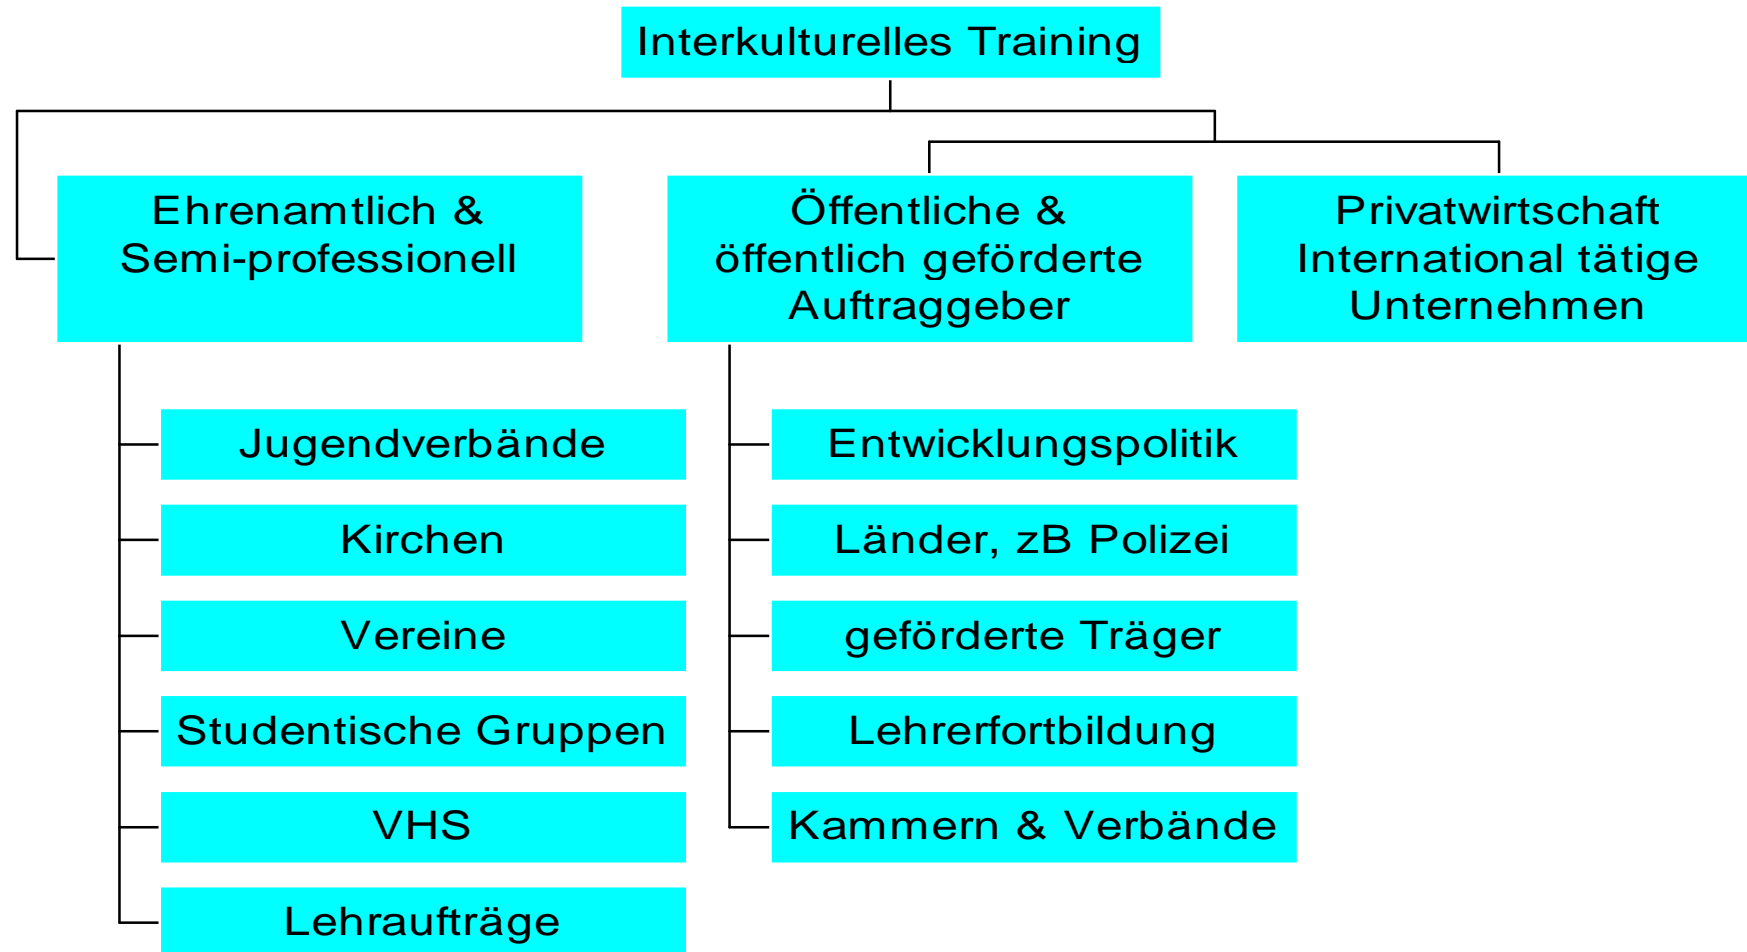 Interkulturelles Training
Ehrenamtlich &
Semi-professionell
Öffentliche &
öffentlich geförderte
Auftraggeber
Privatwirtschaft
International tätige
Unternehmen
Jugendverbände
Kirchen
Vereine
Studentische Gruppen
VHS
Lehraufträge
Entwicklungspolitik
Länder, zB Polizei
geförderte Träger
Lehrerfortbildung
Kammern & Verbände